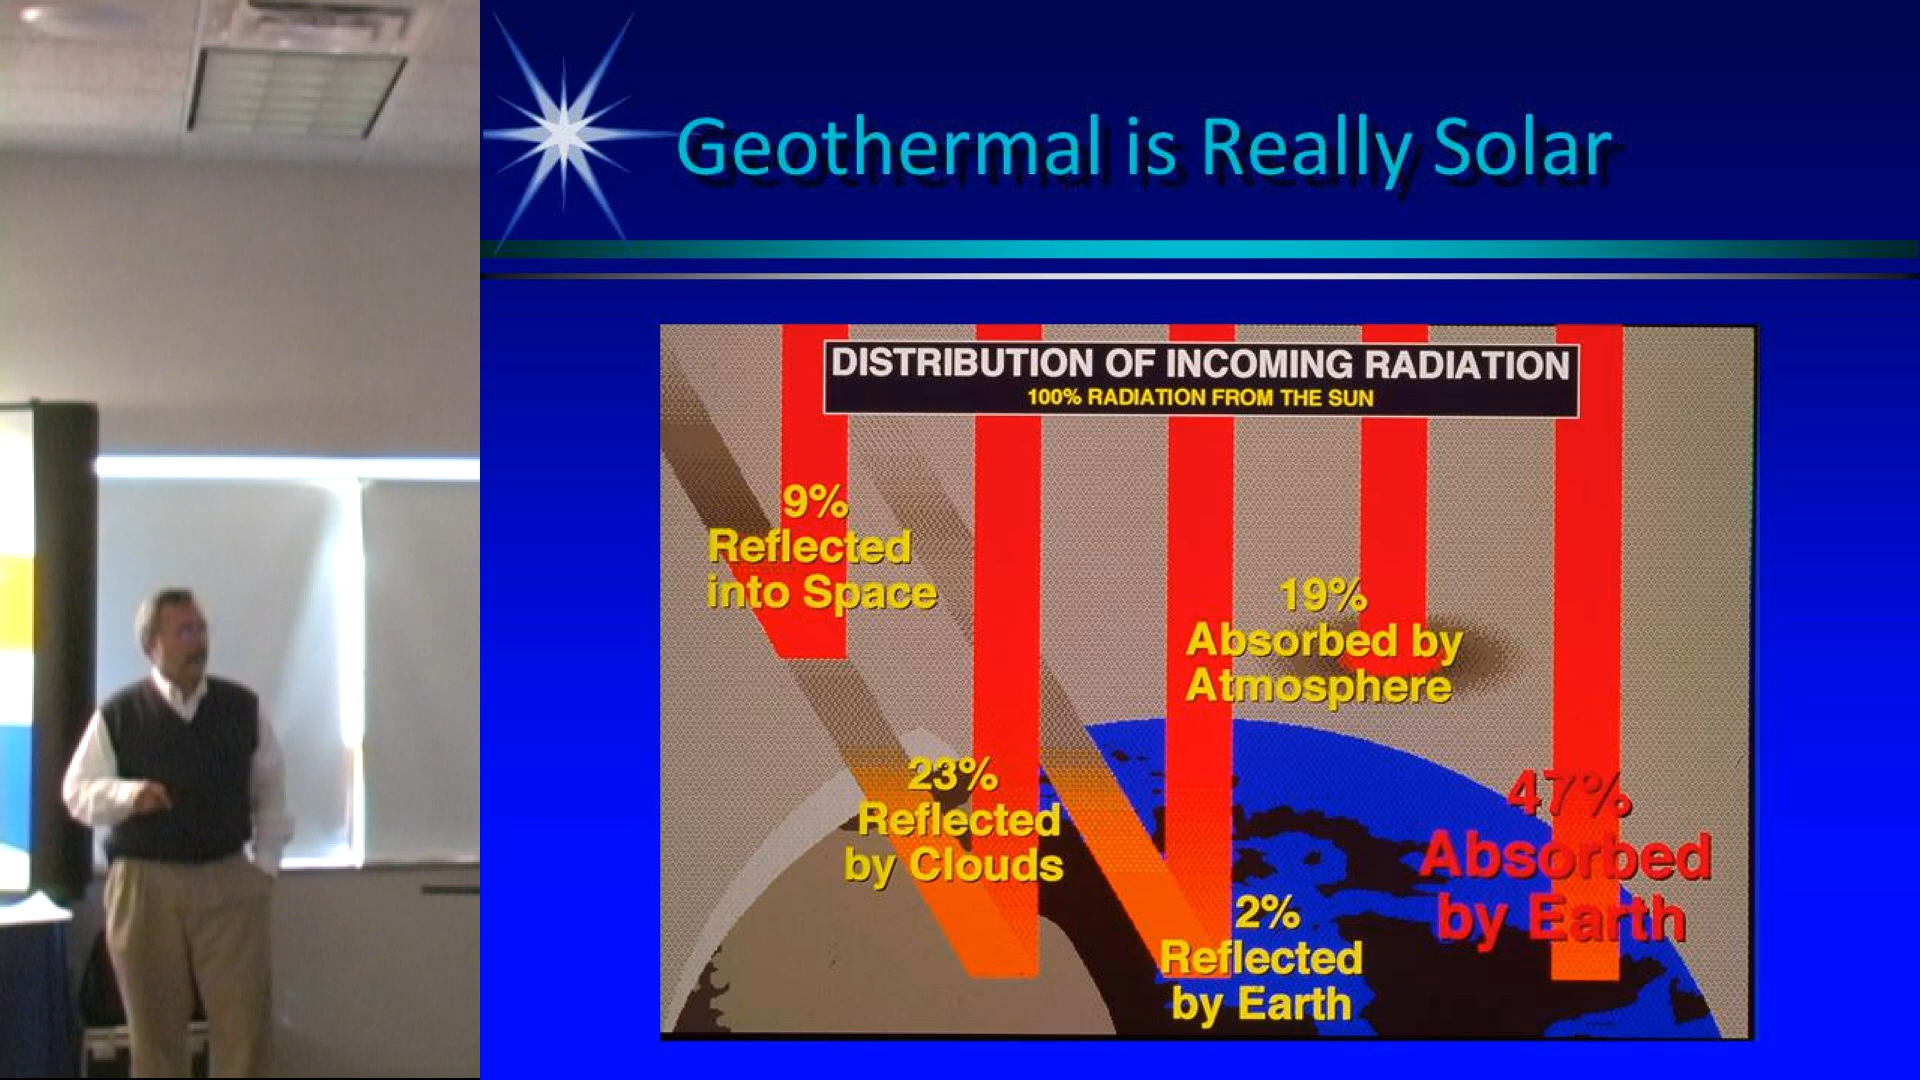 Geothermal is Really Solar
DISTRIBUTION OF INCOMING RADIATION
100% RADIATION FROM THE SUN
9%
Reflected
into Space
19%
Absorbed by
Atmosphere
23%
Reflected
by Clouds
47%
Absorbed
by Earth
2%
Reflected
by Earth